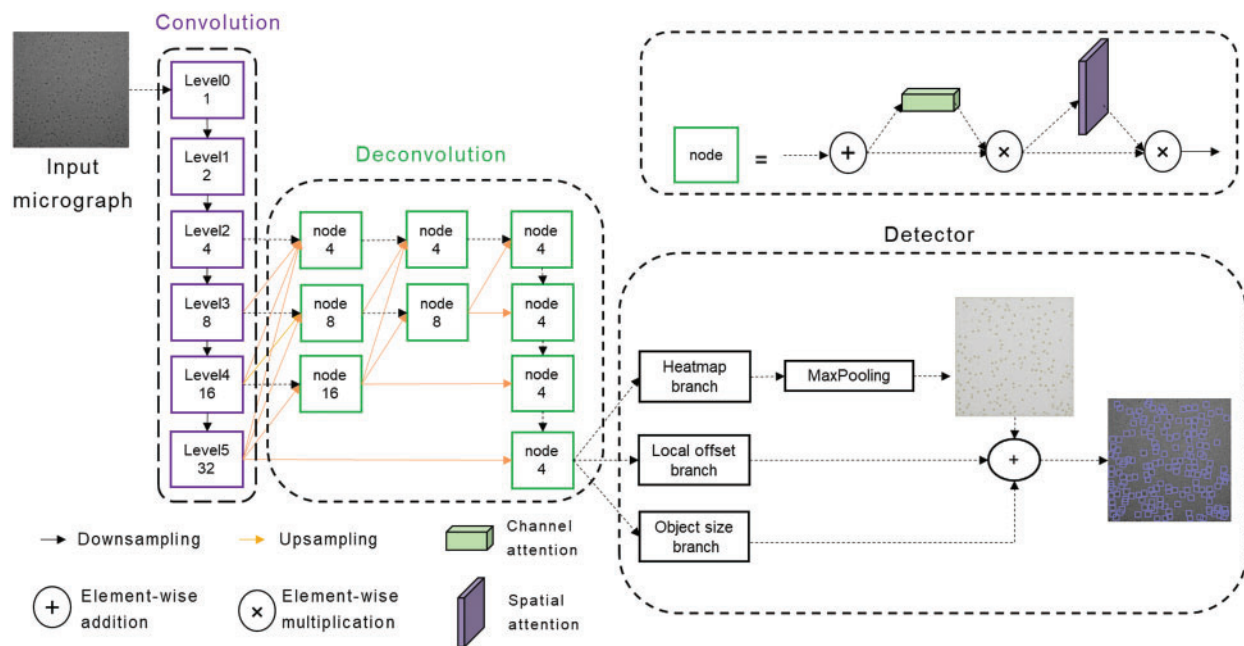 Convolution
Input
micrograph
Level0
1
Level1
2
Level2
4
Level3
8
Level4
16
Level5
32
Deconvolution
node
4
node
4
node
4
node
8
node
8
node
4
node
16
node
4
node
4
node
=
+
×
×
Detector
Heatmap
branch
MaxPooling
Local offset
branch
+
Object size
branch
Downsampling
Upsampling
Channel
attention
+
Element-wise
addition
×
Element-wise
multiplication
Spatial
attention